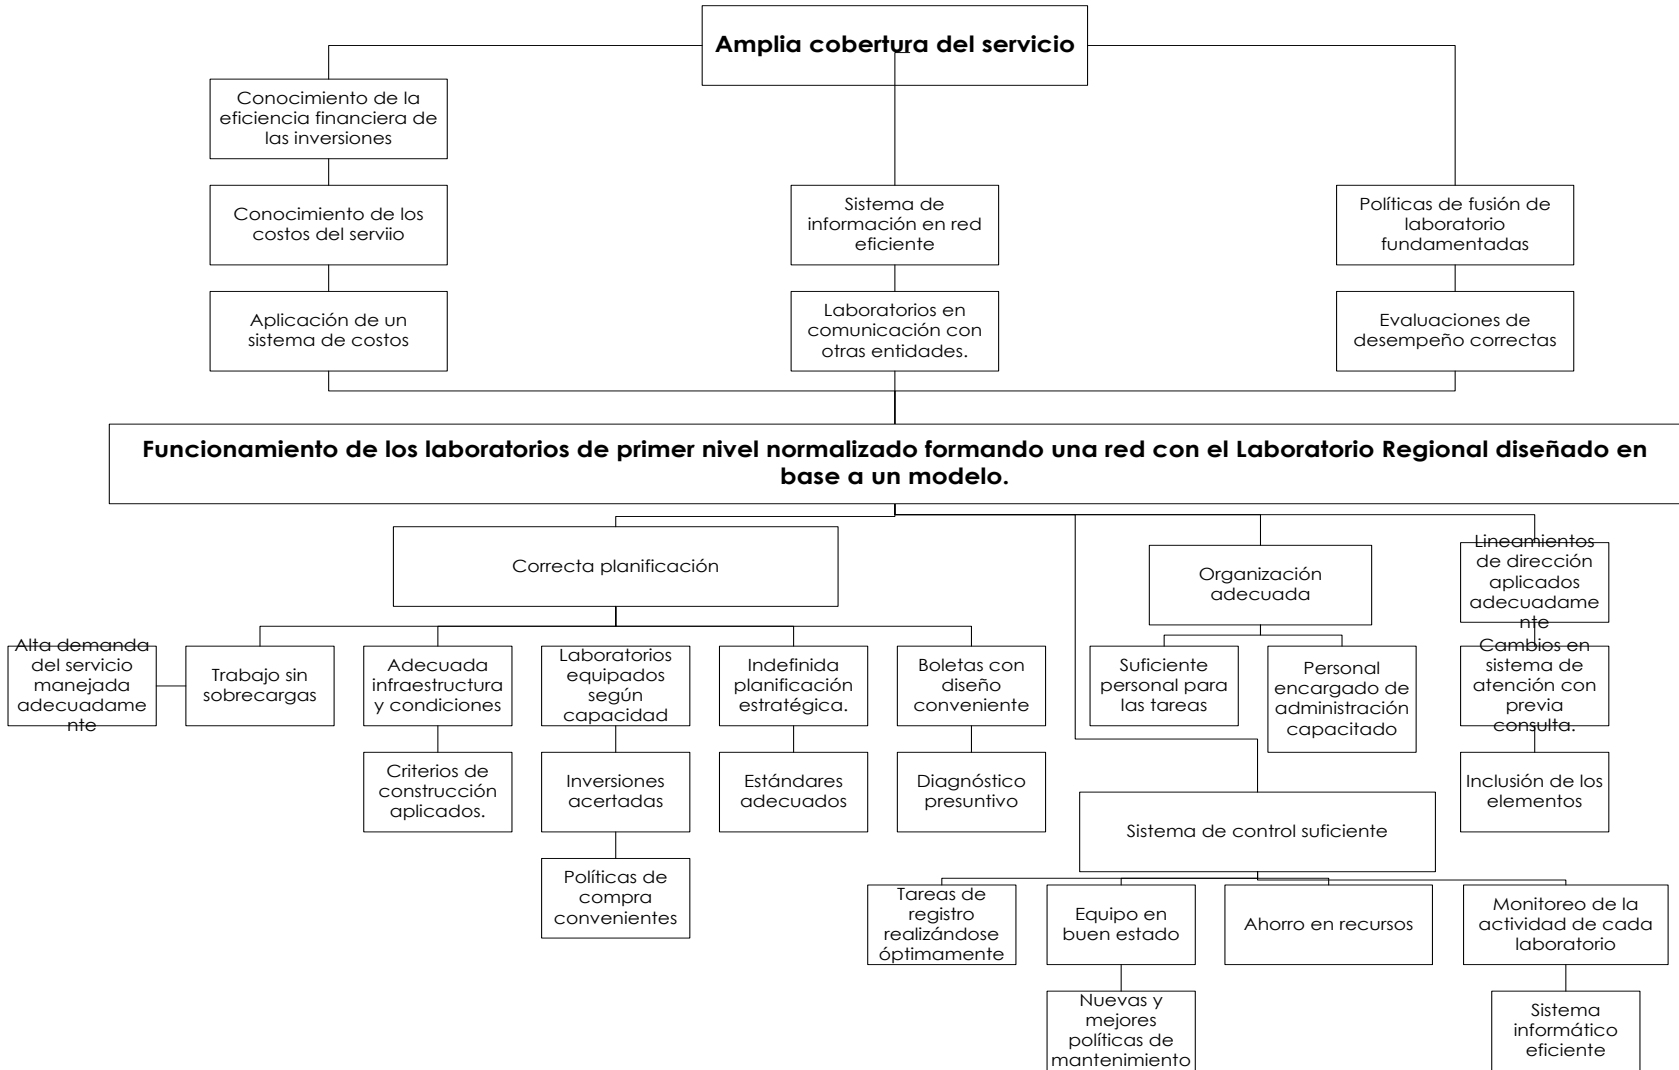 Amplia cobertura del servicio
Conocimiento de la
eficiencia financiera de
las inversiones
Conocimiento de los
costos del serviio
Sistema de
información en red
eficiente
Políticas de fusión de
laboratorio
fundamentadas
Aplicación de un
sistema de costos
Laboratorios en
comunicación con
otras entidades.
Evaluaciones de
desempeño correctas
Funcionamiento de los laboratorios de primer nivel normalizado formando una red con el Laboratorio Regional diseñado en
base a un modelo.
Correcta planificación
Organización
adecuada
Lineamientos
de dirección
aplicados
adecuadame
nte
Alta demanda
del servicio
manejada
adecuadame
nte
Trabajo sin
sobrecargas
Adecuada
infraestructura
y condiciones
Laboratorios
equipados
según
capacidad
Indefinida
planificación
estratégica.
Boletas con
diseño
conveniente
Suficiente
personal para
las tareas
Personal
encargado de
administración
capacitado
Cambios en
sistema de
atención con
previa
consulta.
Criterios de
construcción
aplicados.
Inversiones
acertadas
Estándares
adecuados
Diagnóstico
presuntivo
Inclusión de los
elementos
Sistema de control suficiente
Políticas de
compra
convenientes
Tareas de
registro
realizándose
óptimamente
Equipo en
buen estado
Ahorro en recursos
Monitoreo de la
actividad de cada
laboratorio
Nuevas y
mejores
políticas de
mantenimiento
Sistema
informático
eficiente